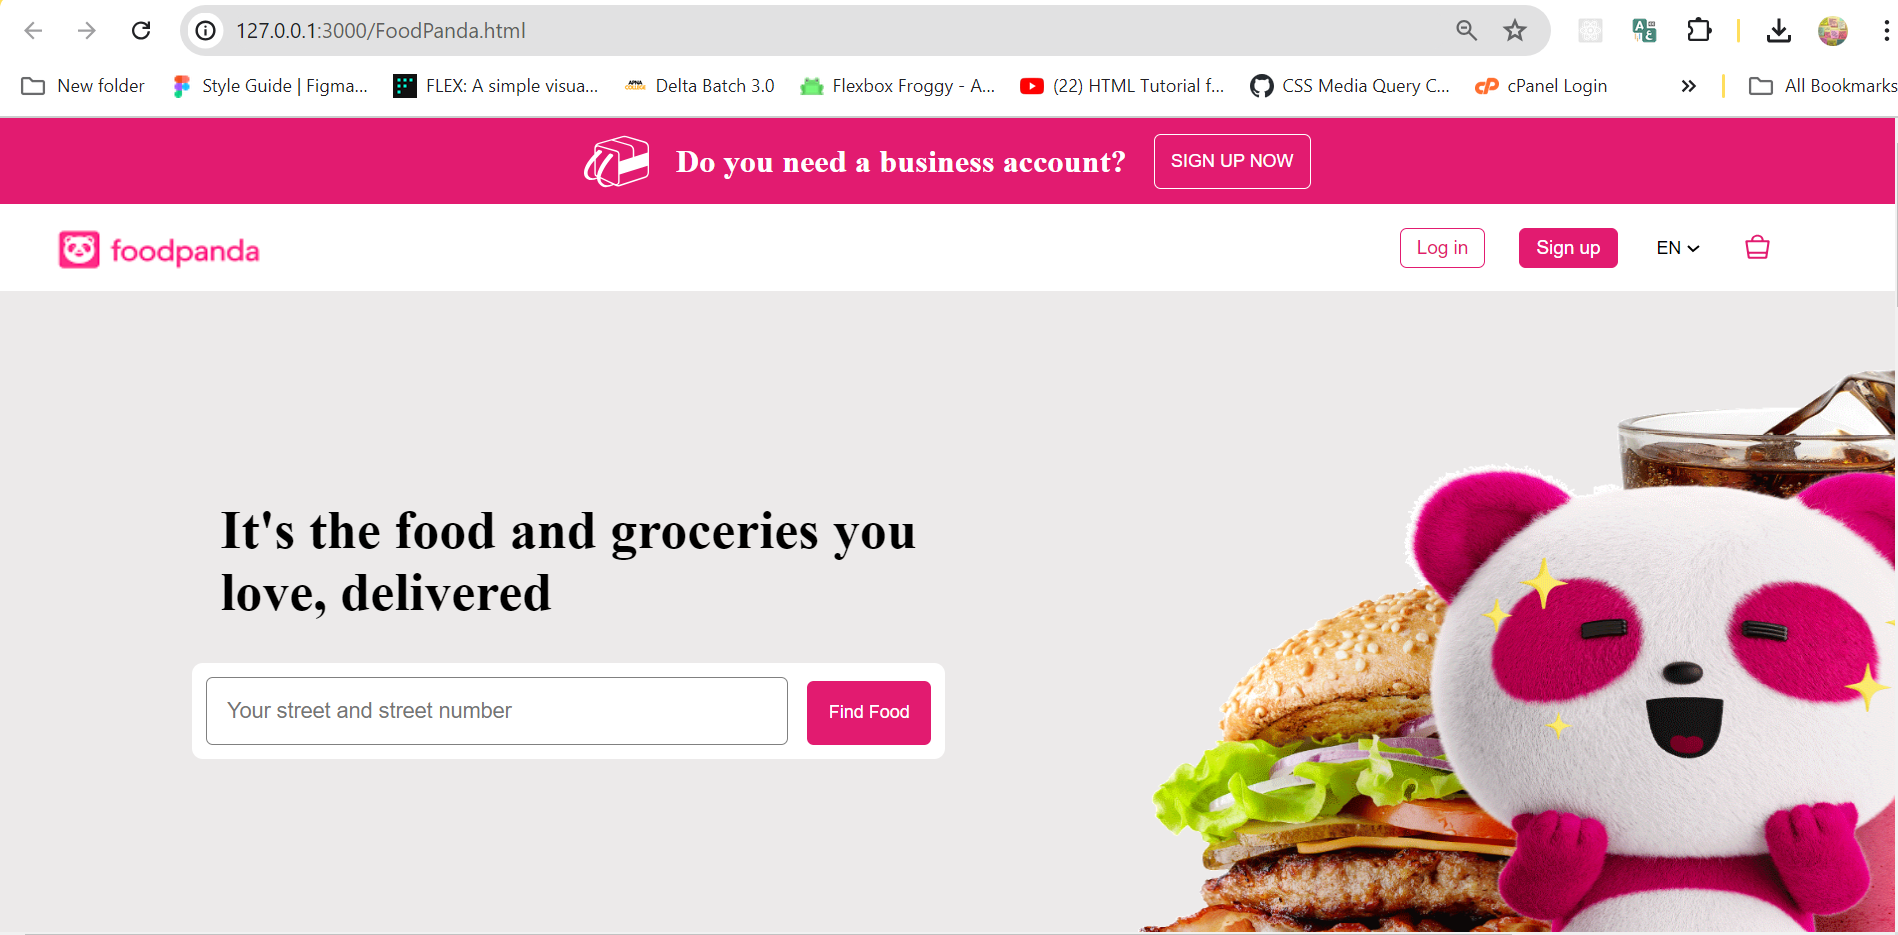 127.0.0.1:3000/FoodPanda.html
New folder
Style Guide | Figma...
FLEX: A simple visua...
APNA COLLEGE
Delta Batch 3.0
Flexbox Froggy - A...
(22) HTML Tutorial f...
CSS Media Query C...
cP
cPanel Login
All Bookmarks
Do you need a business account?
SIGN UP NOW
foodpanda
Log in
Sign up
EN
It's the food and groceries you
love, delivered
Your street and street number
Find Food